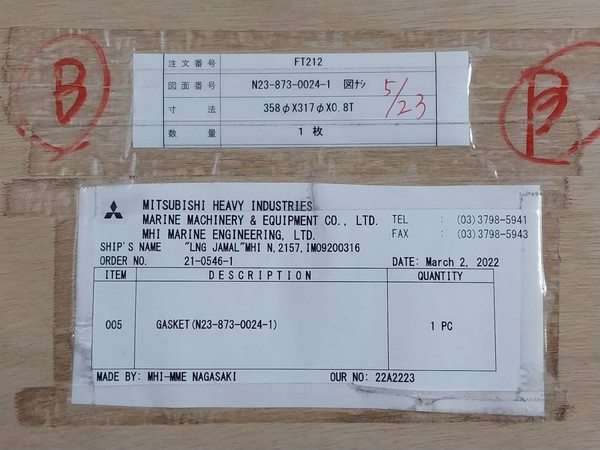 注文番号 FT212
図面番号 N23-873-0024-1 図ナシ
寸 法 358φX317φX0.8T
数 量 1 枚
5/23
B
B
MITSUBISHI HEAVY INDUSTRIES
MARINE MACHINERY & EQUIPMENT CO., LTD. TEL : (03)3798-5941
MHI MARINE ENGINEERING, LTD. FAX : (03)3798-5943
SHIP'S NAME "LNG JAMAL"MHI N.2157,IMO9200316
ORDER NO. 21-0546-1 DATE: March 2, 2022
ITEM DESCRIPTION QUANTITY
005 GASKET(N23-873-0024-1) 1 PC
MADE BY: MHI-MME NAGASAKI OUR NO: 22A2223